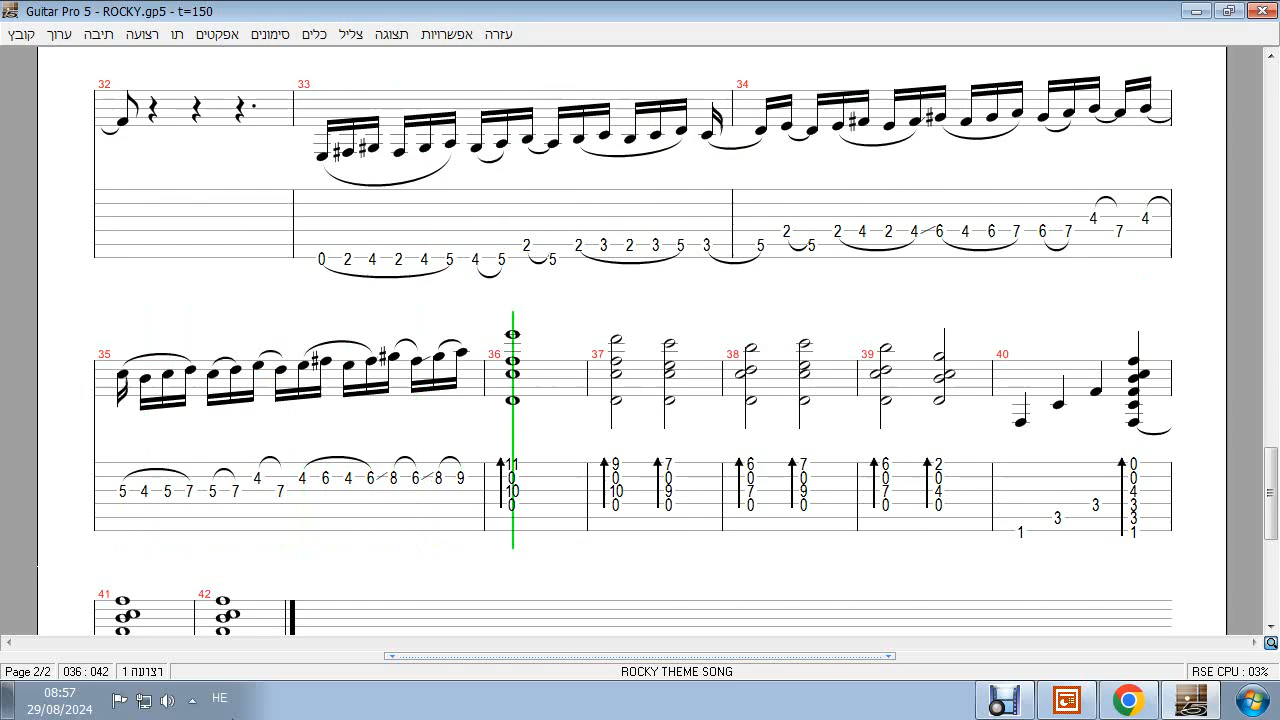 Guitar Pro 5 - ROCKY.gp5 - t=150
קובץ ערוך תיבה תו רצועה אפקטים סימונים כלים צליל תצוגה אפשרויות עזרה
32 33 34
4 4
2 2 4 2 4 6 4 6 7 6 7 7
2 2 3 2 3 5 3 5 5
0 2 4 2 4 5 4 5 5
35 36 37 38 39 40
11 9 7 6 7 6 2 0
4 4 6 4 6 8 6 8 9 0 0 0 0 0 0 0 0
5 4 5 7 5 7 7 10 10 9 7 9 7 4 4
0 0 0 0 0 0 0 3 3
3 3
1 1
41 42
Page 2/2 036 : 042 רצועה 1 ROCKY THEME SONG RSE CPU : 03%
08:57 HE
29/08/2024